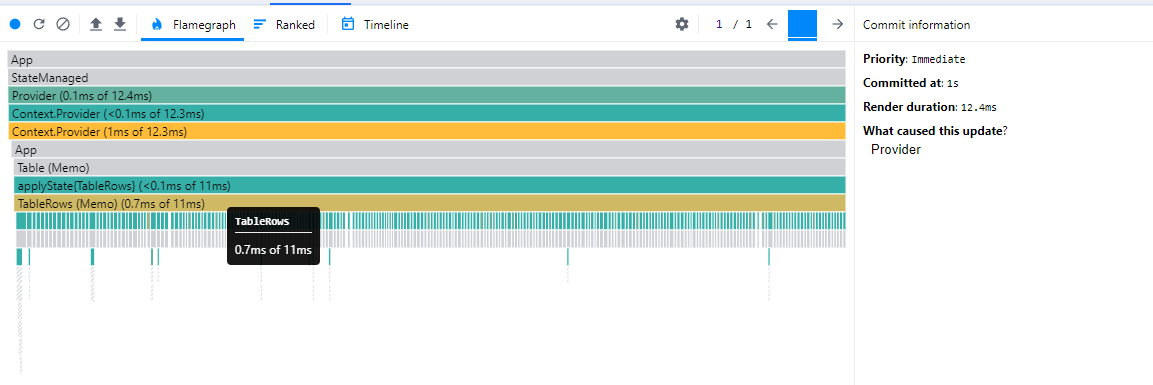 Flamegraph Ranked Timeline 1 / 1
Commit information
App
StateManaged
Provider (0.1ms of 12.4ms)
Context.Provider (<0.1ms of 12.3ms)
Context.Provider (1ms of 12.3ms)
App
Table (Memo)
applyState{TableRows} (<0.1ms of 11ms)
TableRows (Memo) (0.7ms of 11ms)
TableRows
0.7ms of 11ms
Priority: Immediate
Committed at: 1s
Render duration: 12.4ms
What caused this update?
Provider